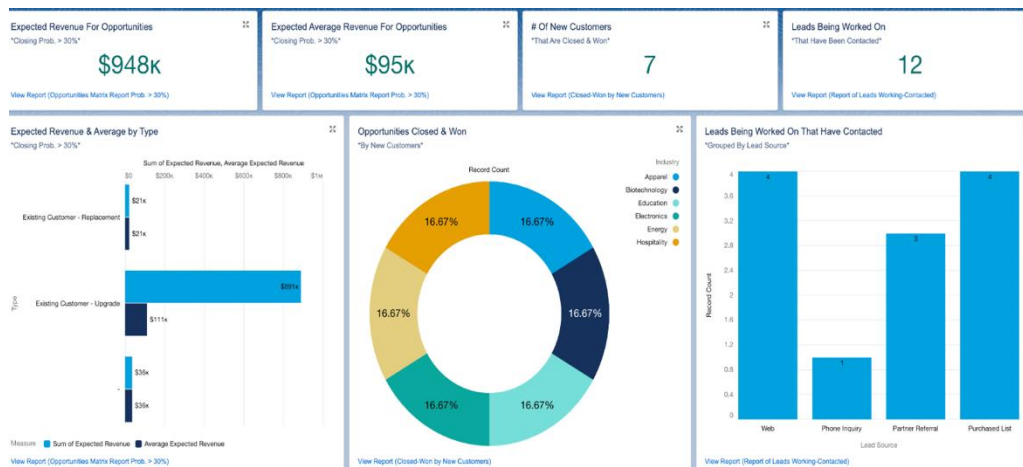 Expected Revenue For Opportunities
*Closing Prob. > 30%*
$948K
View Report (Opportunities Matrix Report Prob. > 30%)
Expected Average Revenue For Opportunities
*Closing Prob. > 30%*
$95K
View Report (Opportunities Matrix Report Prob. > 30%)
# Of New Customers
*That Are Closed & Won*
7
View Report (Closed-Won by New Customers)
Leads Being Worked On
*That Have Been Contacted*
12
View Report (Report of Leads Working-Contacted)
Expected Revenue & Average by Type
*Closing Prob. > 30%*
Sum of Expected Revenue, Average Expected Revenue
$0 $200K $400K $600K $800K $1M
Existing Customer - Replacement
$21K
$21K
Type
Existing Customer - Upgrade
$891K
$111K
-
$36K
$36K
Measure Sum of Expected Revenue Average Expected Revenue
View Report (Opportunities Matrix Report Prob. > 30%)
Opportunities Closed & Won
*By New Customers*
Record Count
Industry
Apparel
Biotechnology
Education
Electronics
Energy
Hospitality
16.67% 16.67%
16.67% 16.67%
16.67% 16.67%
View Report (Closed-Won by New Customers)
Leads Being Worked On That Have Contacted
*Grouped By Lead Source*
Record Count
4
3.6
3.2
2.8
2.4
2
1.6
1.2
0.8
0.4
0
4 1 3 4
Web Phone Inquiry Partner Referral Purchased List
Lead Source
View Report (Report of Leads Working-Contacted)